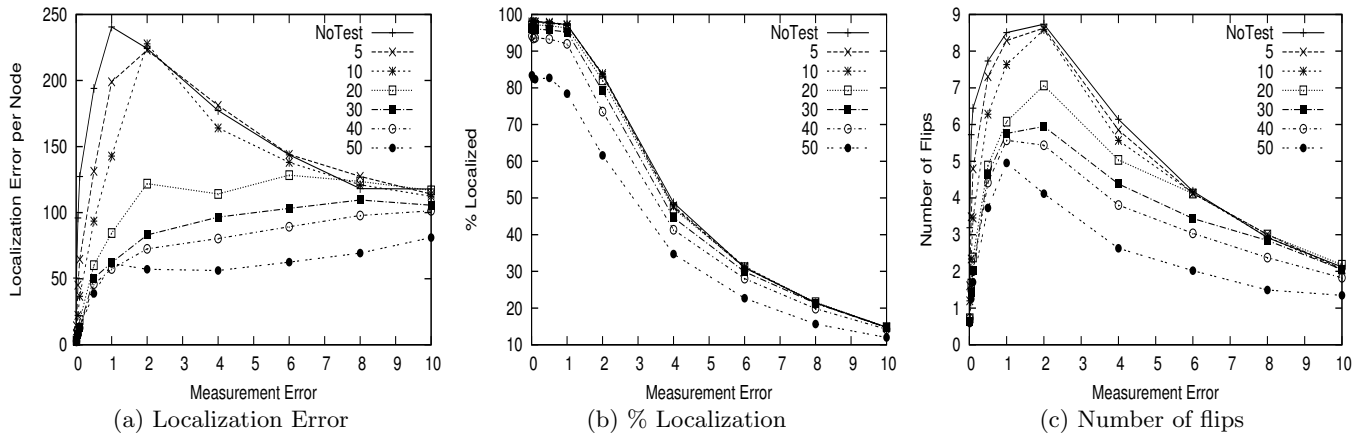 Localization Error per Node
250
200
150
100
50
0
NoTest
5
10
20
30
40
50
0 1 2 3 4 5 6 7 8 9 10
Measurement Error
(a) Localization Error
% Localized
100
90
80
70
60
50
40
30
20
10
NoTest
5
10
20
30
40
50
0 1 2 3 4 5 6 7 8 9 10
Measurement Error
(b) % Localization
Number of Flips
9
8
7
6
5
4
3
2
1
0
NoTest
5
10
20
30
40
50
0 1 2 3 4 5 6 7 8 9 10
Measurement Error
(c) Number of flips